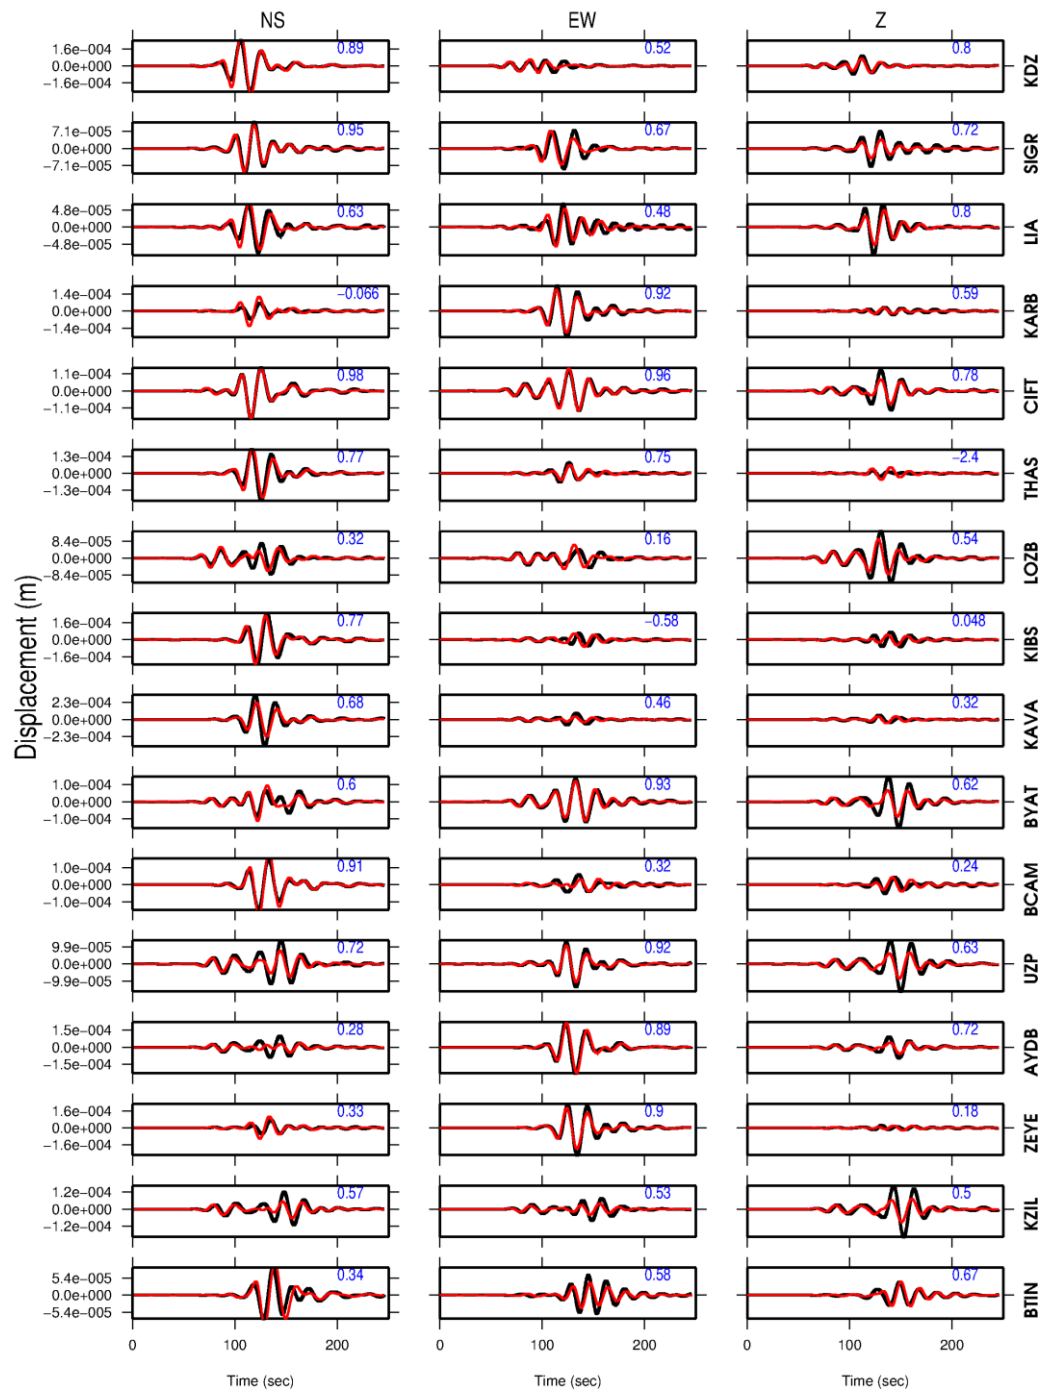 NS EW Z
1.6e−004 0.89 0.52 0.8
0.0e+000
−1.6e−004
KDZ
7.1e−005 0.95 0.67 0.72
0.0e+000
−7.1e−005
SIGR
4.8e−005 0.63 0.48 0.8
0.0e+000
−4.8e−005
LIA
1.4e−004 −0.066 0.92 0.59
0.0e+000
−1.4e−004
KARB
1.1e−004 0.98 0.96 0.78
0.0e+000
−1.1e−004
CIFT
1.3e−004 0.77 0.75 −2.4
0.0e+000
−1.3e−004
THAS
8.4e−005 0.32 0.16 0.54
0.0e+000
−8.4e−005
LOZB
Displacement (m)
1.6e−004 0.77 −0.58 0.048
0.0e+000
−1.6e−004
KIBS
2.3e−004 0.68 0.46 0.32
0.0e+000
−2.3e−004
KAVA
1.0e−004 0.6 0.93 0.62
0.0e+000
−1.0e−004
BYAT
1.0e−004 0.91 0.32 0.24
0.0e+000
−1.0e−004
BCAM
9.9e−005 0.72 0.92 0.63
0.0e+000
−9.9e−005
UZP
1.5e−004 0.28 0.89 0.72
0.0e+000
−1.5e−004
AYDB
1.6e−004 0.33 0.9 0.18
0.0e+000
−1.6e−004
ZEYE
1.2e−004 0.57 0.53 0.5
0.0e+000
−1.2e−004
KZIL
5.4e−005 0.34 0.58 0.67
0.0e+000
−5.4e−005
BTIN
0 100 200 0 100 200 0 100 200
Time (sec) Time (sec) Time (sec)